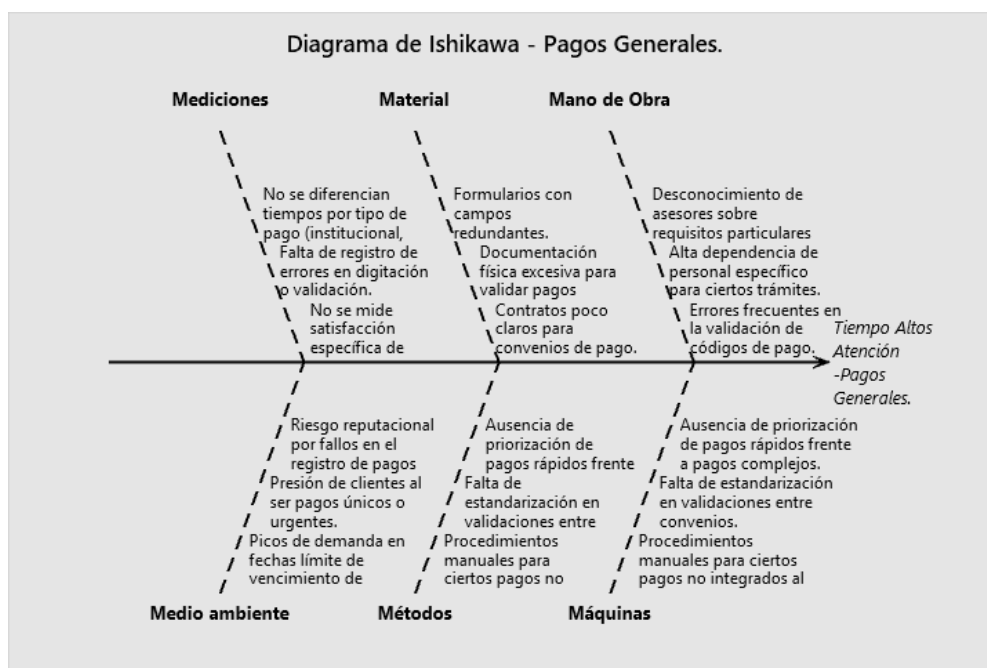 Diagrama de Ishikawa - Pagos Generales.
Mediciones
Material
Mano de Obra
No se diferencian
tiempos por tipo de
pago (institucional,
Falta de registro de
errores en digitación
o validación.
No se mide
satisfacción
específica de
Formularios con
campos
redundantes.
Documentación
física excesiva para
validar pagos
Contratos poco
claros para
convenios de pago.
Desconocimiento de
asesores sobre
requisitos particulares
Alta dependencia de
personal específico
para ciertos trámites.
Errores frecuentes en
la validación de
códigos de pago.
Tiempo Altos
Atención
-Pagos
Generales.
Riesgo reputacional
por fallos en el
registro de pagos
Presión de clientes al
ser pagos únicos o
urgentes.
Picos de demanda en
fechas límite de
vencimiento de
Ausencia de
priorización de
pagos rápidos frente
Falta de
estandarización en
validaciones entre
Procedimientos
manuales para
ciertos pagos no
Ausencia de priorización
de pagos rápidos frente
a pagos complejos.
Falta de estandarización
en validaciones entre
convenios.
Procedimientos
manuales para ciertos
pagos no integrados al
Medio ambiente
Métodos
Máquinas